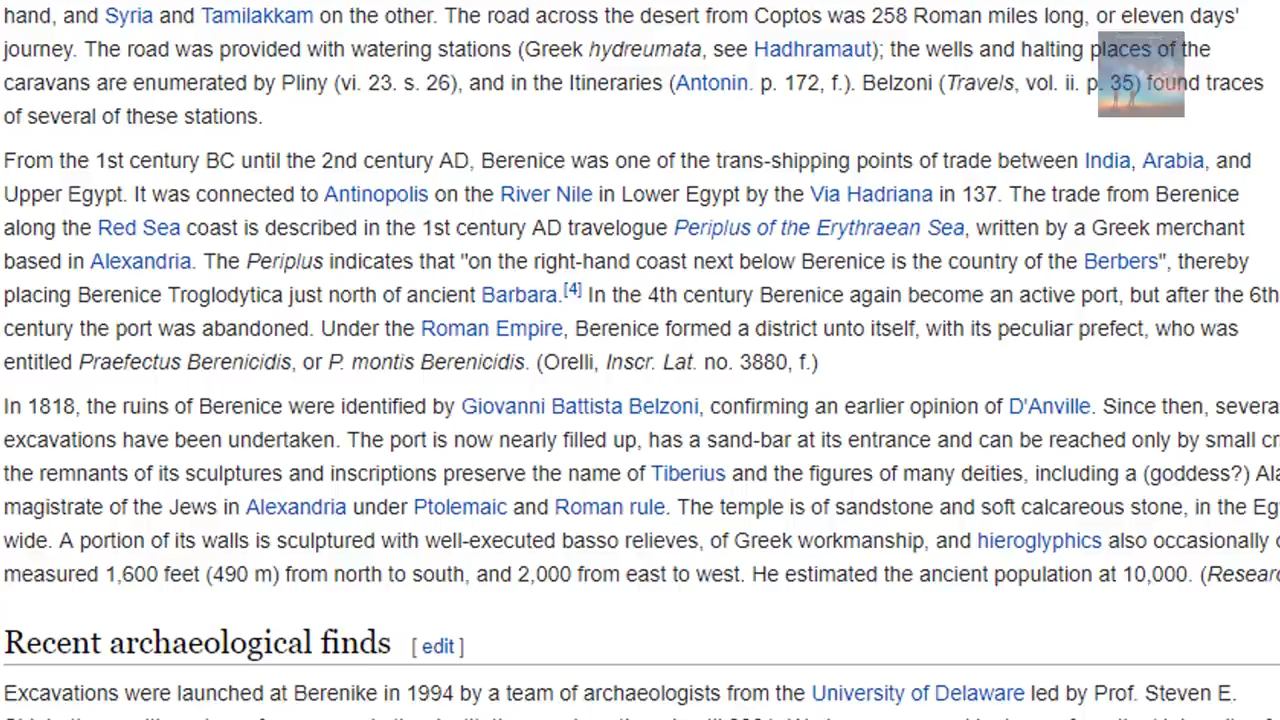 hand, and Syria and Tamilakkam on the other. The road across the desert from Coptos was 258 Roman miles long, or eleven days'
journey. The road was provided with watering stations (Greek hydreumata, see Hadhramaut); the wells and halting places of the
caravans are enumerated by Pliny (vi. 23. s. 26), and in the Itineraries (Antonin. p. 172, f.). Belzoni (Travels, vol. ii. p. 35) found traces
of several of these stations.
From the 1st century BC until the 2nd century AD, Berenice was one of the trans-shipping points of trade between India, Arabia, and
Upper Egypt. It was connected to Antinopolis on the River Nile in Lower Egypt by the Via Hadriana in 137. The trade from Berenice
along the Red Sea coast is described in the 1st century AD travelogue Periplus of the Erythraean Sea, written by a Greek merchant
based in Alexandria. The Periplus indicates that "on the right-hand coast next below Berenice is the country of the Berbers", thereby
placing Berenice Troglodytica just north of ancient Barbara.[4] In the 4th century Berenice again become an active port, but after the 6th
century the port was abandoned. Under the Roman Empire, Berenice formed a district unto itself, with its peculiar prefect, who was
entitled Praefectus Berenicidis, or P. montis Berenicidis. (Orelli, Inscr. Lat. no. 3880, f.)
In 1818, the ruins of Berenice were identified by Giovanni Battista Belzoni, confirming an earlier opinion of D'Anville. Since then, severa
excavations have been undertaken. The port is now nearly filled up, has a sand-bar at its entrance and can be reached only by small cr
the remnants of its sculptures and inscriptions preserve the name of Tiberius and the figures of many deities, including a (goddess?) Ala
magistrate of the Jews in Alexandria under Ptolemaic and Roman rule. The temple is of sandstone and soft calcareous stone, in the Eg
wide. A portion of its walls is sculptured with well-executed basso relieves, of Greek workmanship, and hieroglyphics also occasionally
measured 1,600 feet (490 m) from north to south, and 2,000 from east to west. He estimated the ancient population at 10,000. (Researc
Recent archaeological finds [ edit ]
Excavations were launched at Berenike in 1994 by a team of archaeologists from the University of Delaware led by Prof. Steven E.